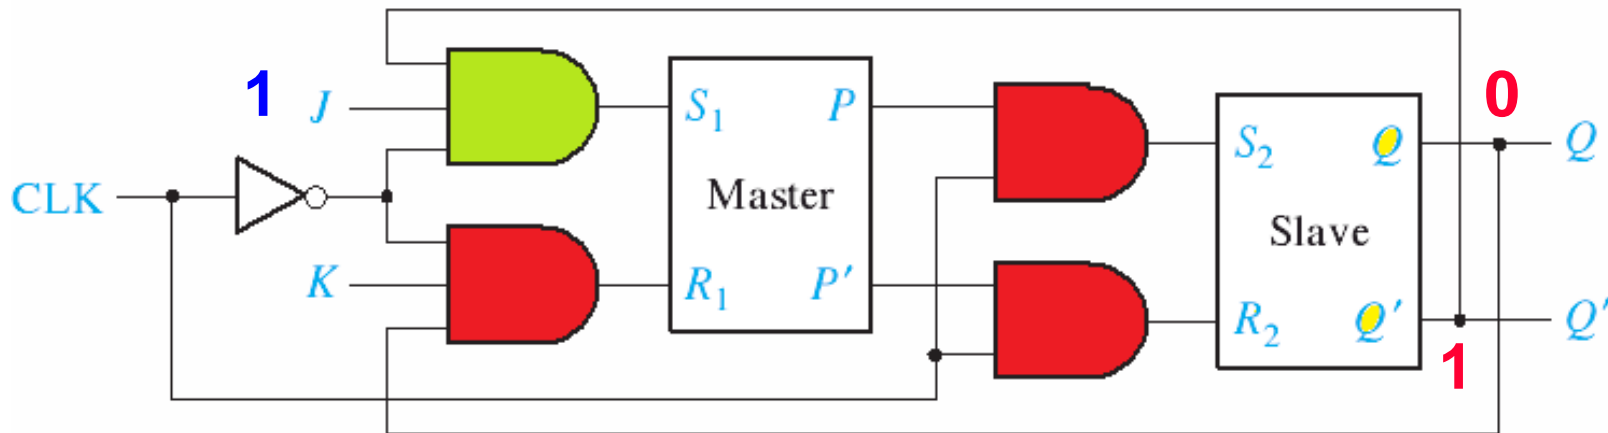 0
1 J S1 P S2 Q Q
CLK Master Slave
K R1 P′ R2 Q′ Q′
1